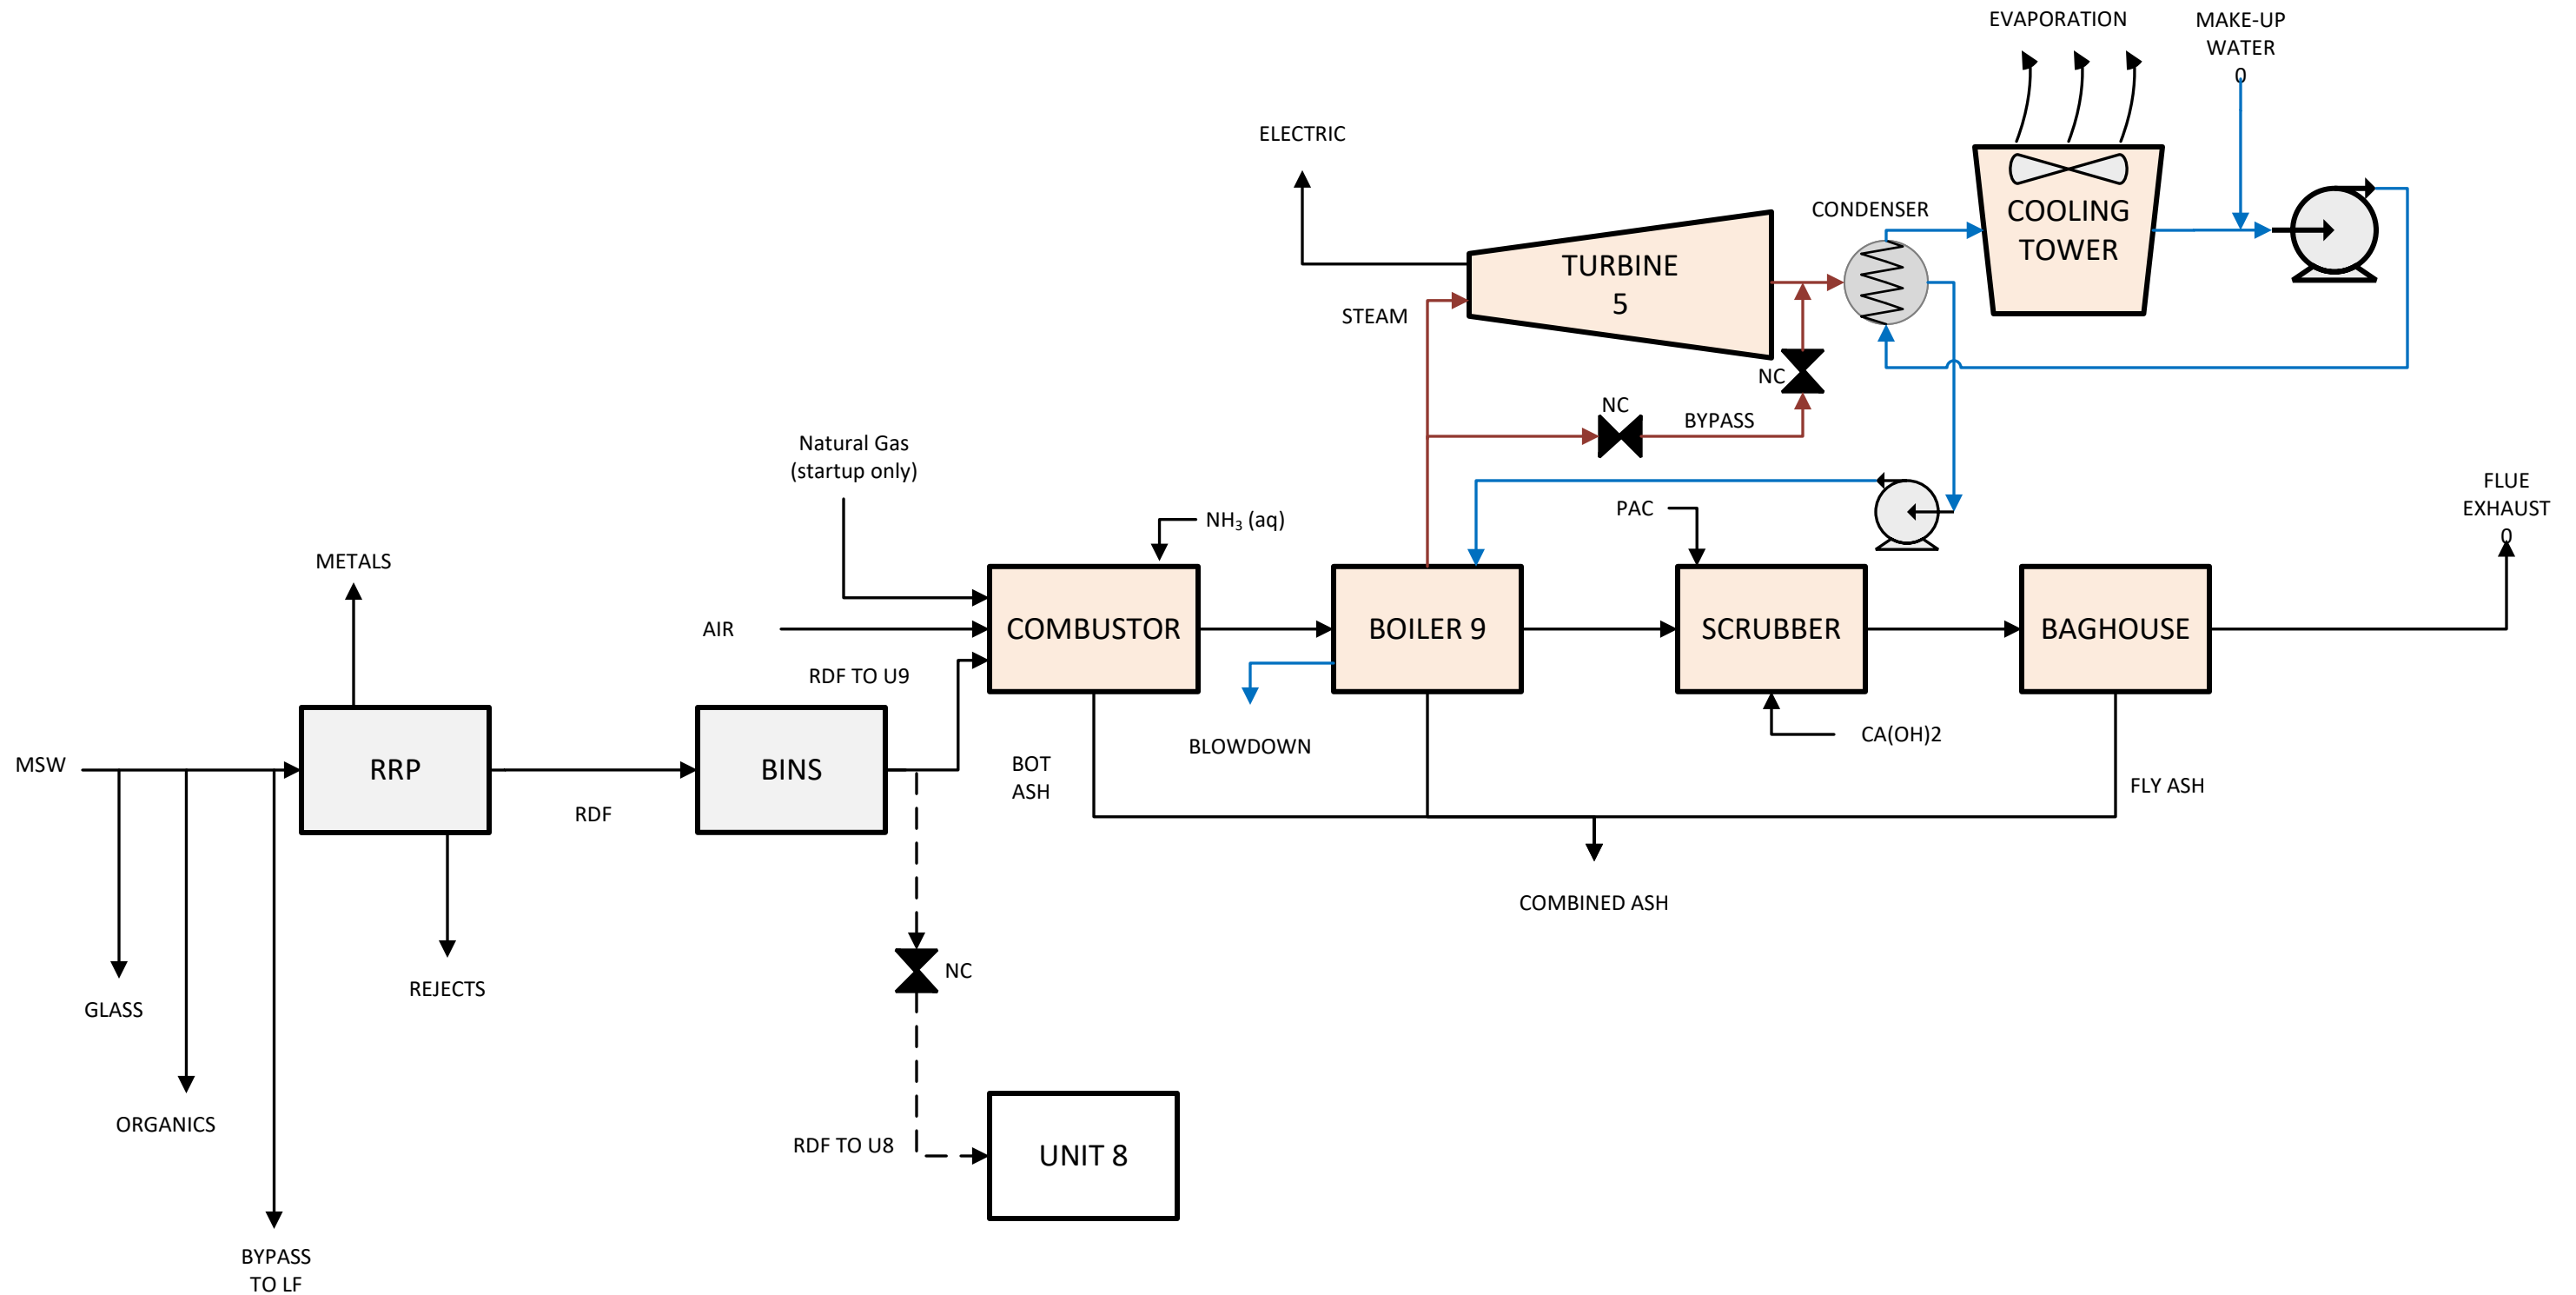 EVAPORATION
MAKE-UP
WATER
0
ELECTRIC
CONDENSER
COOLING
TOWER
TURBINE
5
STEAM
NC
NC
BYPASS
Natural Gas
(startup only)
NH₃ (aq)
PAC
FLUE
EXHAUST
0
METALS
AIR
COMBUSTOR
BOILER 9
SCRUBBER
BAGHOUSE
RDF TO U9
BLOWDOWN
CA(OH)2
MSW
RRP
BINS
BOT
ASH
FLY ASH
RDF
COMBINED ASH
NC
REJECTS
GLASS
ORGANICS
RDF TO U8
UNIT 8
BYPASS
TO LF